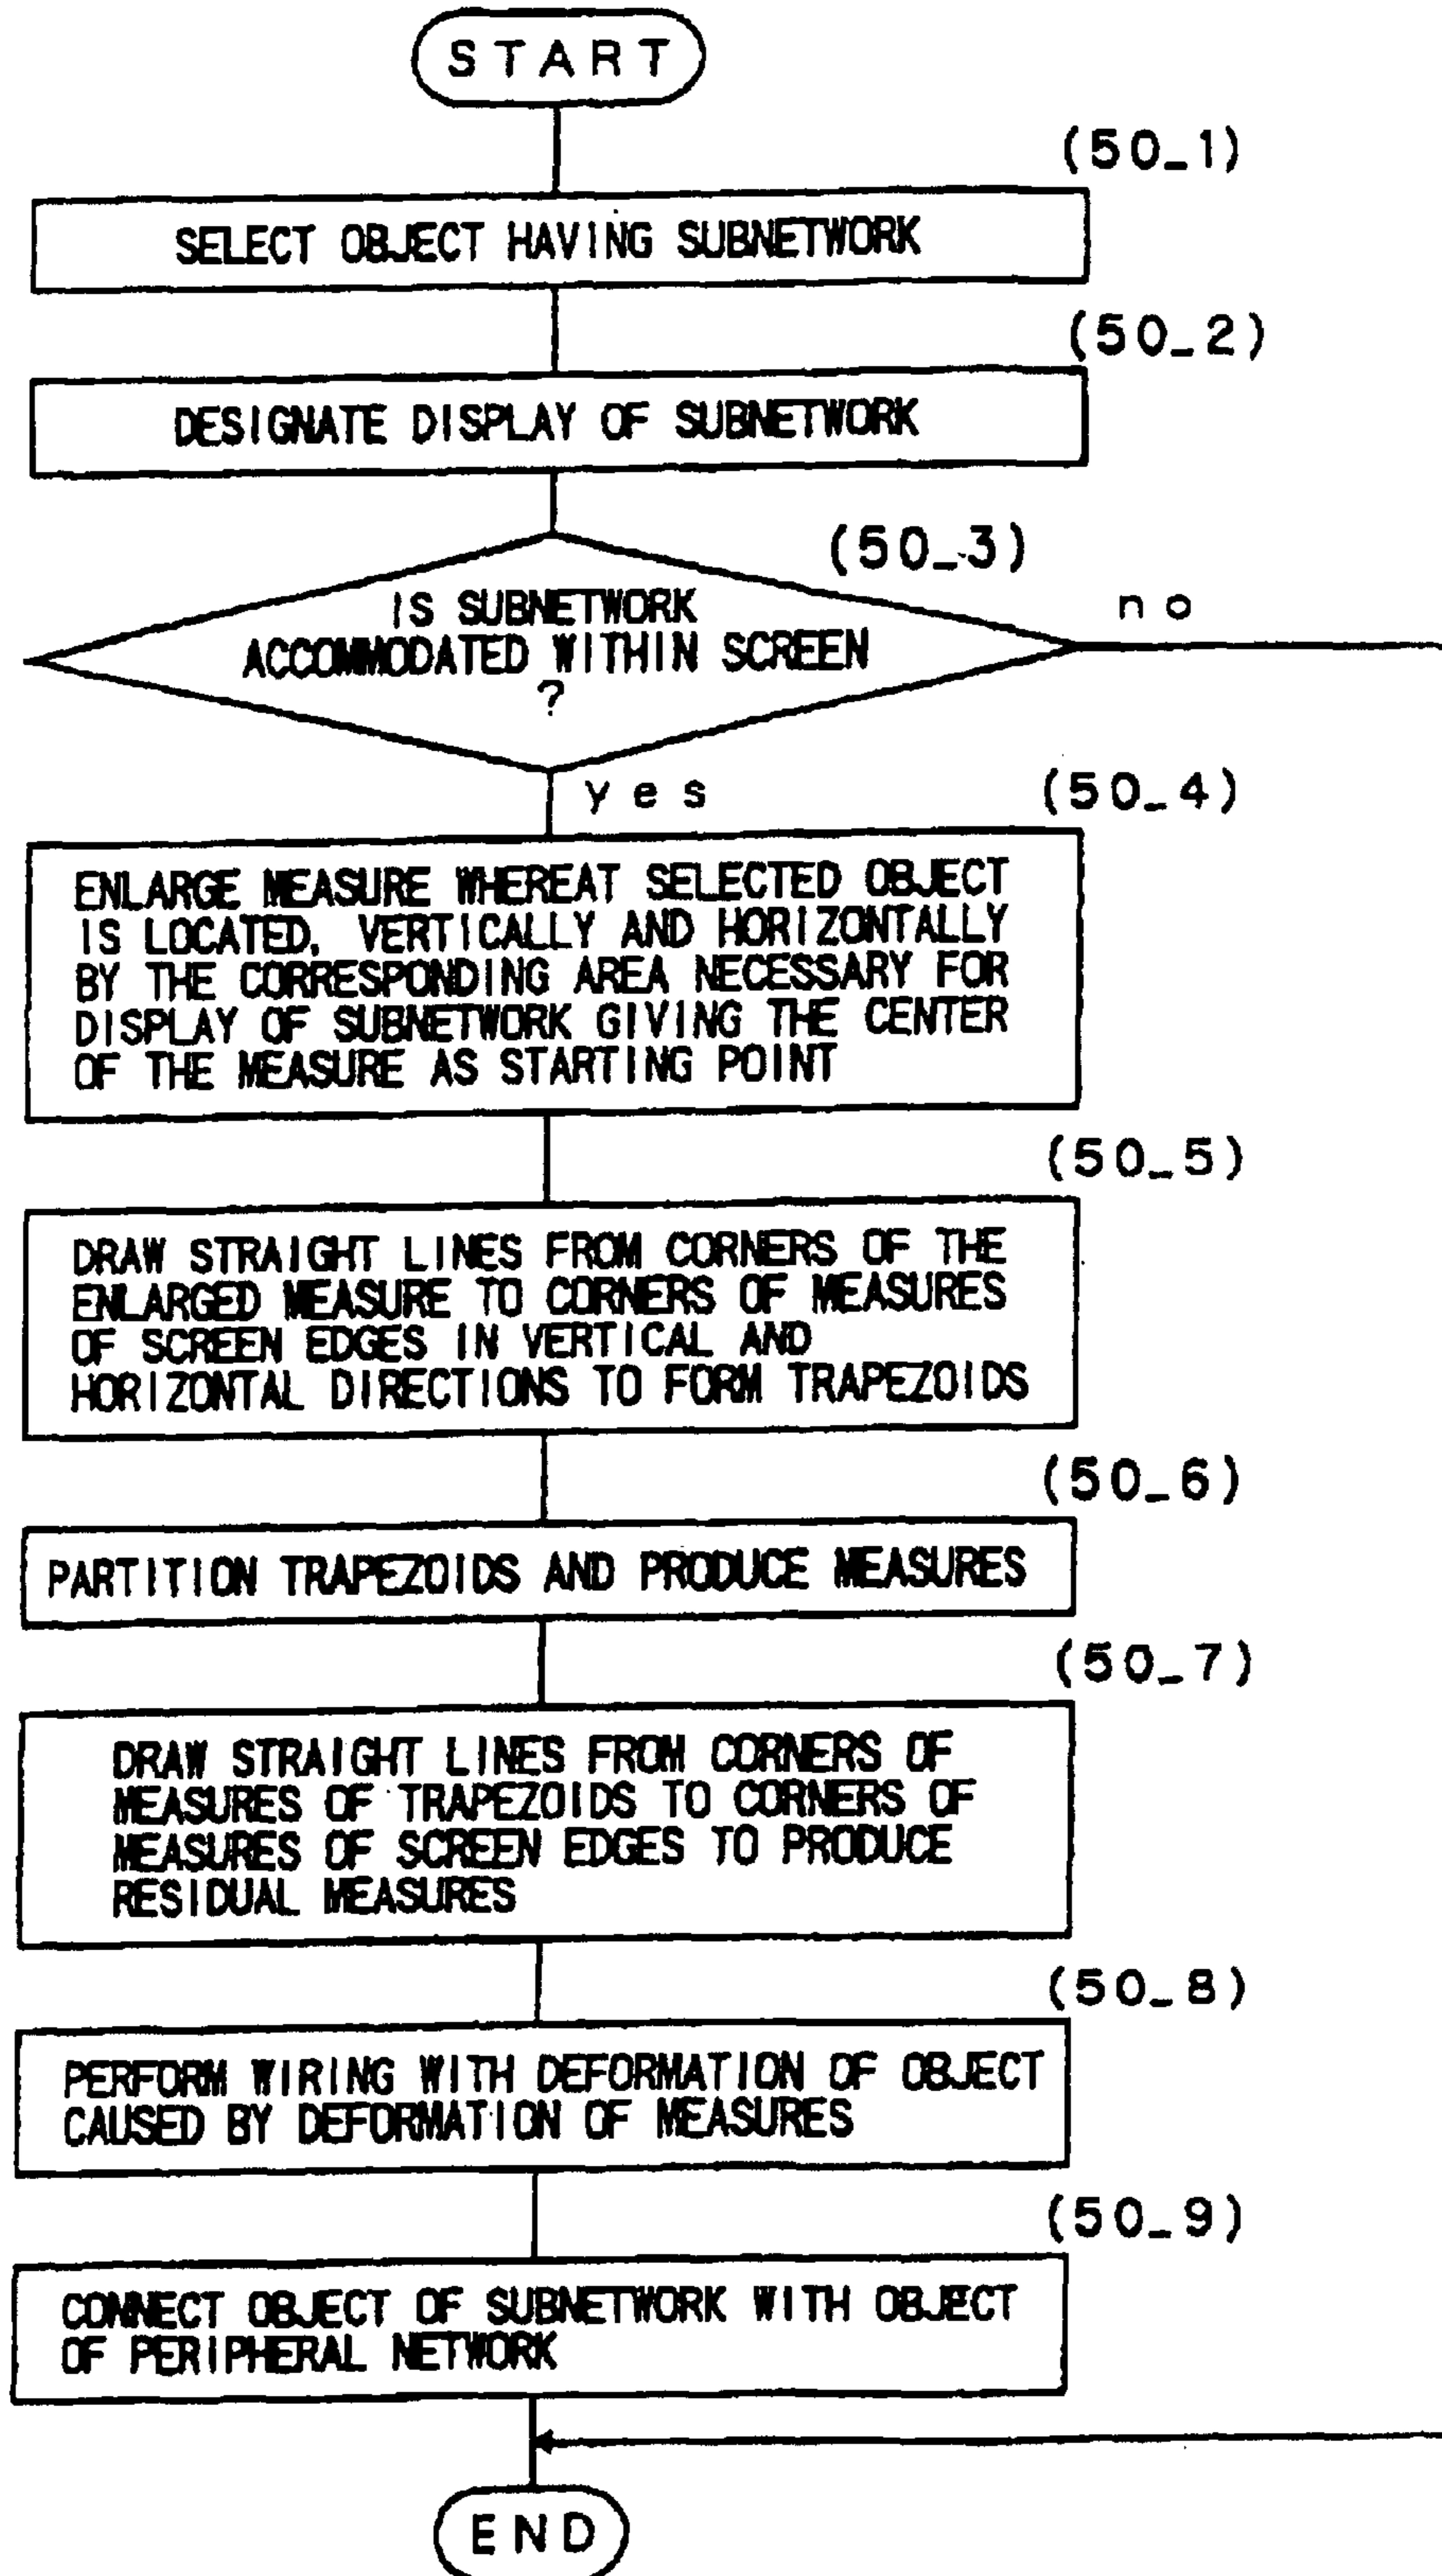 START
(50_1)
SELECT OBJECT HAVING SUBNETWORK
(50_2)
DESIGNATE DISPLAY OF SUBNETWORK
(50_3)
IS SUBNETWORK
ACCOMMODATED WITHIN SCREEN
?
no
yes
(50_4)
ENLARGE MEASURE WHEREAT SELECTED OBJECT
IS LOCATED, VERTICALLY AND HORIZONTALLY
BY THE CORRESPONDING AREA NECESSARY FOR
DISPLAY OF SUBNETWORK GIVING THE CENTER
OF THE MEASURE AS STARTING POINT
(50_5)
DRAW STRAIGHT LINES FROM CORNERS OF THE
ENLARGED MEASURE TO CORNERS OF MEASURES
OF SCREEN EDGES IN VERTICAL AND
HORIZONTAL DIRECTIONS TO FORM TRAPEZOIDS
(50_6)
PARTITION TRAPEZOIDS AND PRODUCE MEASURES
(50_7)
DRAW STRAIGHT LINES FROM CORNERS OF
MEASURES OF TRAPEZOIDS TO CORNERS OF
MEASURES OF SCREEN EDGES TO PRODUCE
RESIDUAL MEASURES
(50_8)
PERFORM WIRING WITH DEFORMATION OF OBJECT
CAUSED BY DEFORMATION OF MEASURES
(50_9)
CONNECT OBJECT OF SUBNETWORK WITH OBJECT
OF PERIPHERAL NETWORK
END